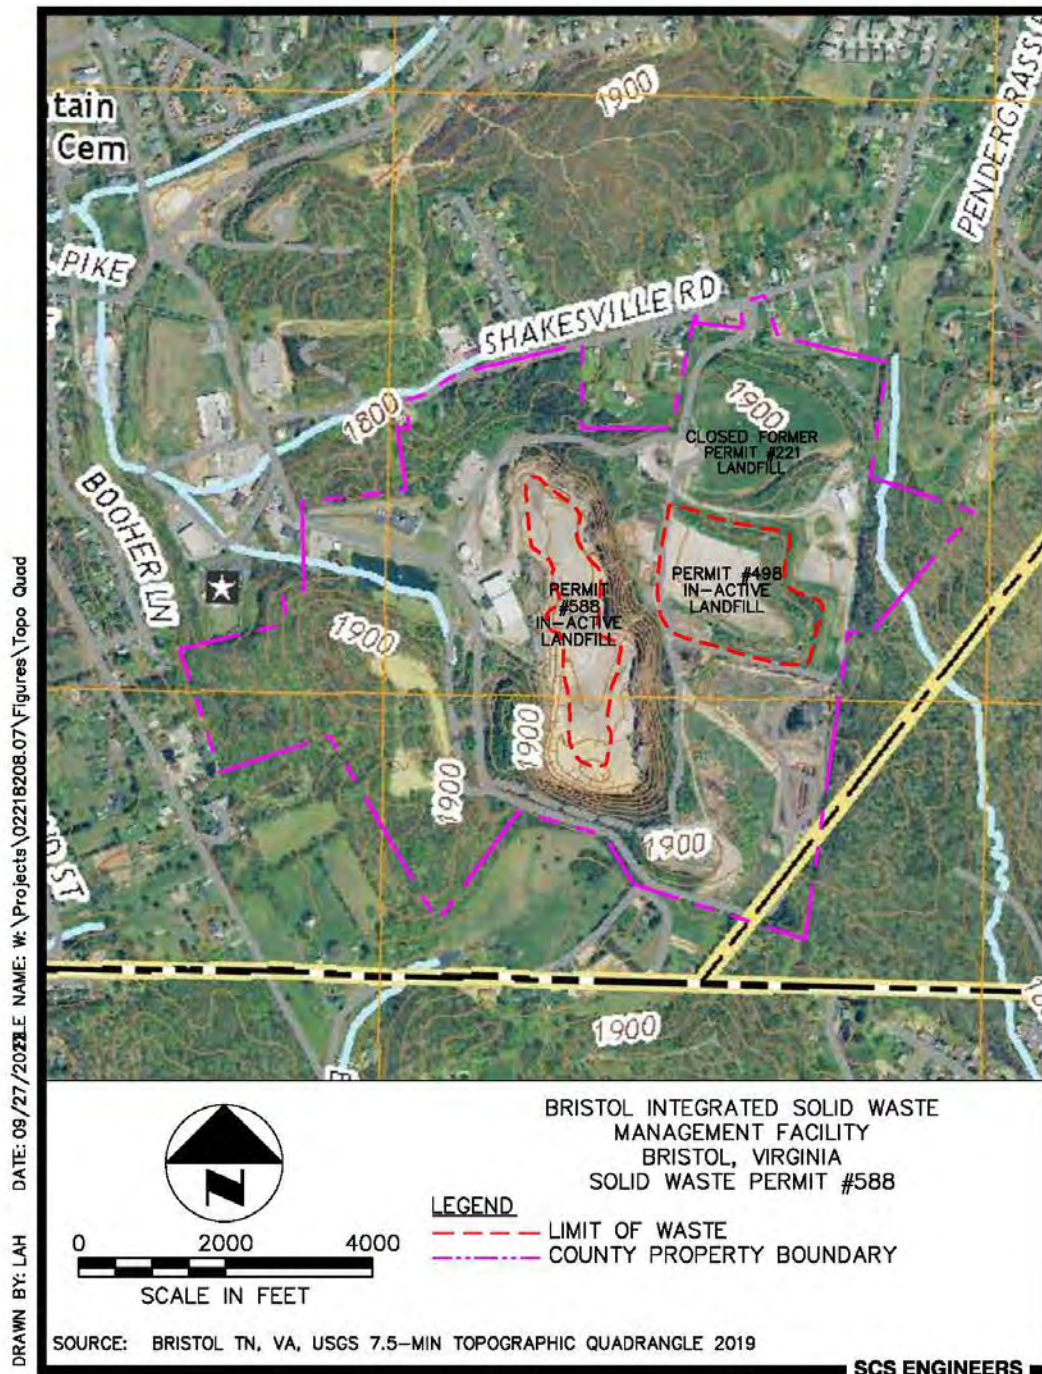 1900
ntain
Cem
PENDERGRASS
PIKE
SHAKESVILLE RD
1800
1900
CLOSED FORMER
PERMIT #221
LANDFILL
BOOHER LN
PERMIT #498
IN-ACTIVE
LANDFILL
PERMIT
#588
IN-ACTIVE
LANDFILL
1900
1900
1900
1900
ST
1900
BRISTOL INTEGRATED SOLID WASTE
MANAGEMENT FACILITY
BRISTOL, VIRGINIA
SOLID WASTE PERMIT #588
N
LEGEND
LIMIT OF WASTE
COUNTY PROPERTY BOUNDARY
0 2000 4000
SCALE IN FEET
SOURCE: BRISTOL TN, VA, USGS 7.5-MIN TOPOGRAPHIC QUADRANGLE 2019
SCS ENGINEERS
DRAWN BY: LAH DATE: 09/27/202 LE NAME: W:\Projects\02218208.07\Figures\Topo Quad